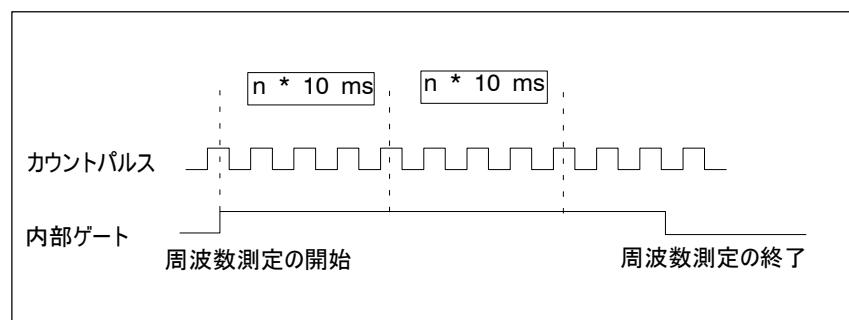 n * 10 ms
n * 10 ms
カウントパルス
内部ゲート
周波数測定の開始
周波数測定の終了